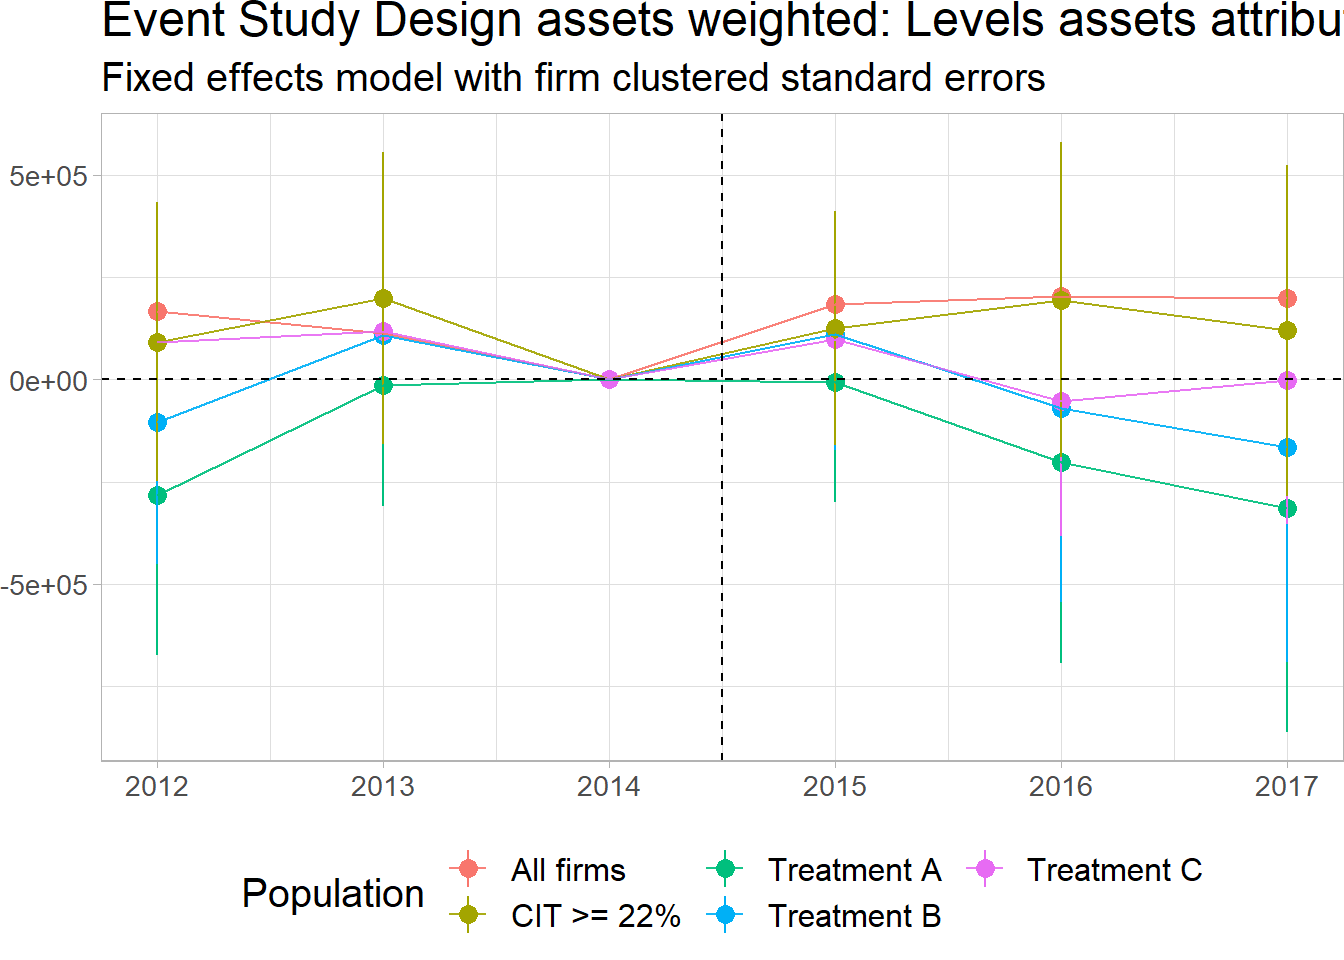 Event Study Design assets weighted: Levels assets attribu
Fixed effects model with firm clustered standard errors
5e+05
0e+00
-5e+05
2012 2013 2014 2015 2016 2017
Population
All firms
CIT >= 22%
Treatment A
Treatment B
Treatment C